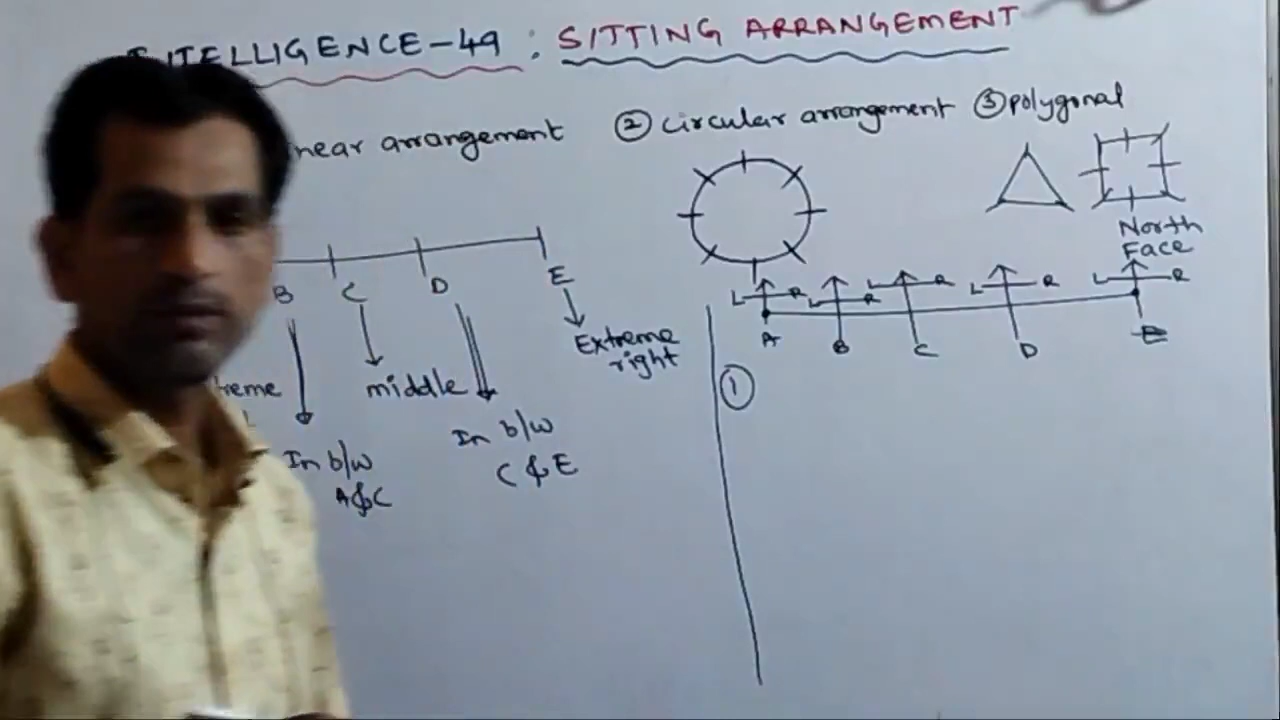 TELLIGENCE-49 : SITTING ARRANGEMENT
near arrangement ② circular arrangement ③ polygonal
B C D E
Extreme
right
middle
In b/w
A&C
In b/w
C & E
North
Face
L R L R L R L R L R
A B C D E
①